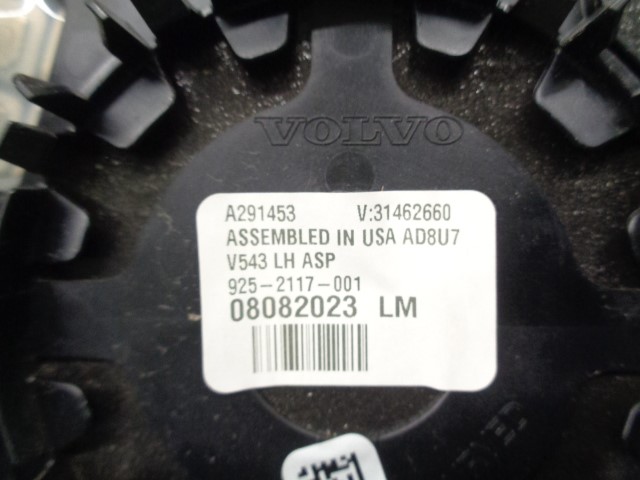 VOLVO
A291453 V:31462660
ASSEMBLED IN USA AD8U7
V543 LH ASP
925-2117-001
08082023 LM